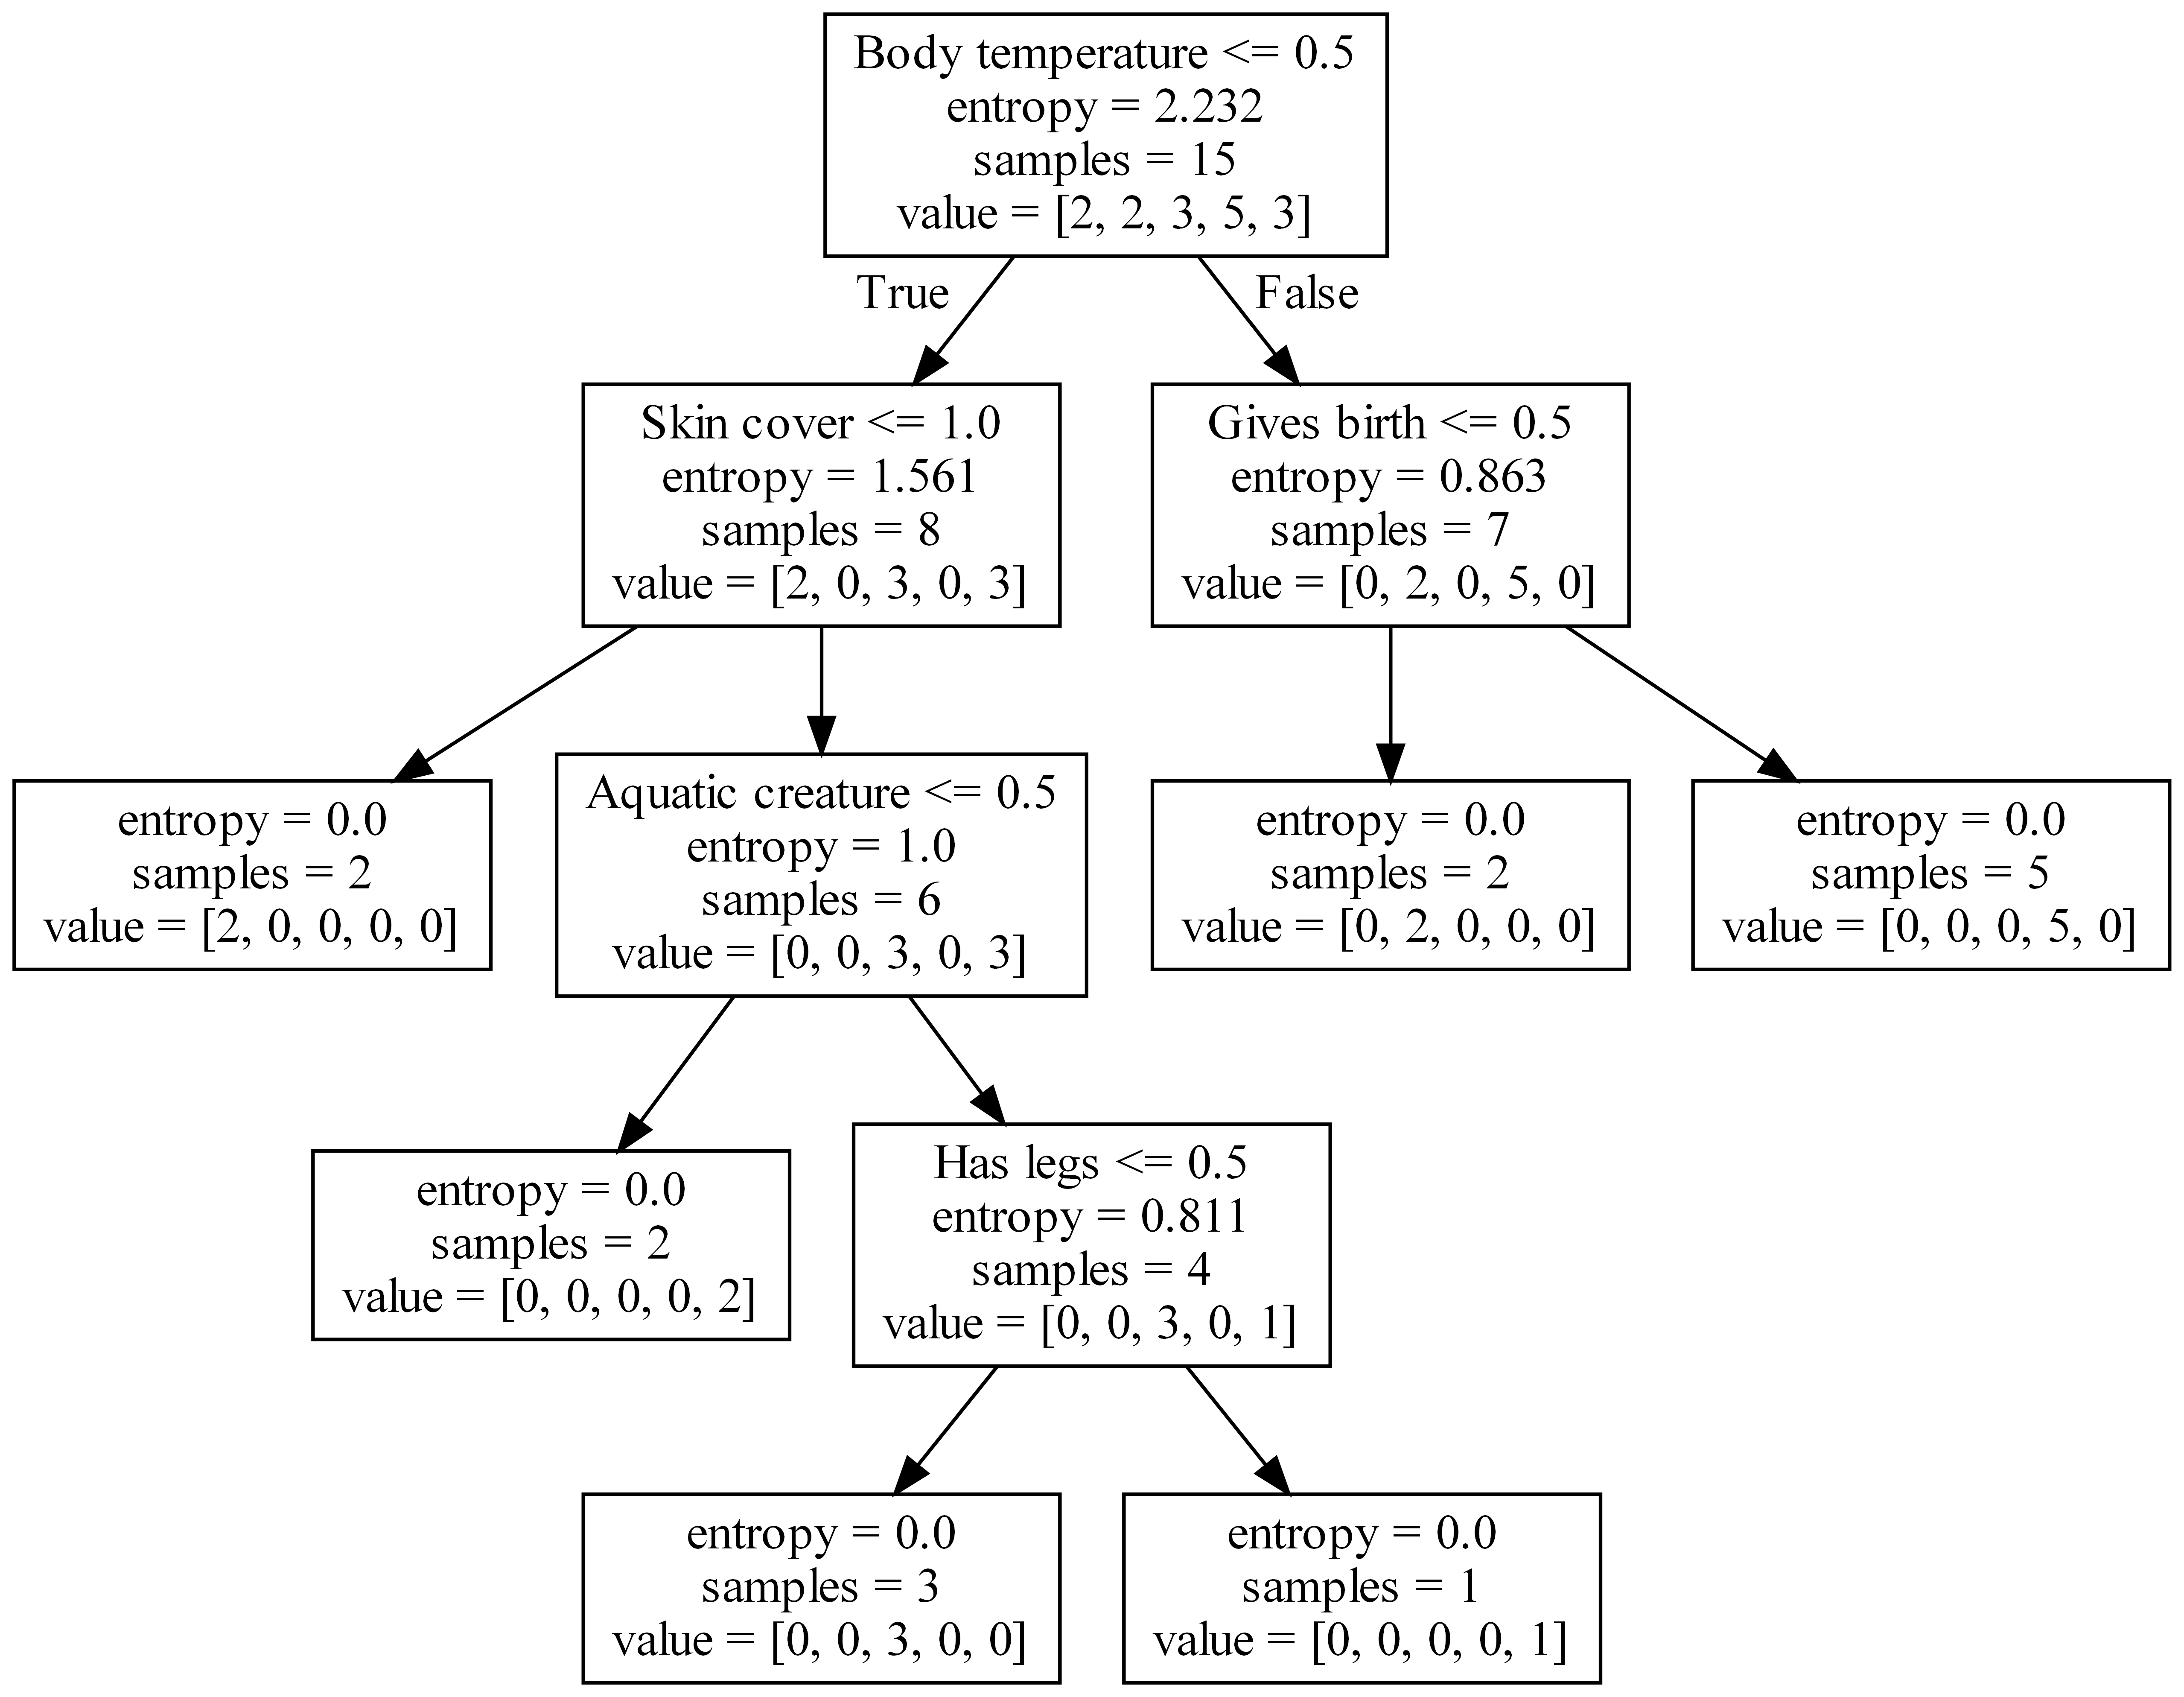 Body temperature <= 0.5
entropy = 2.232
samples = 15
value = [2, 2, 3, 5, 3]
True
False
Skin cover <= 1.0
entropy = 1.561
samples = 8
value = [2, 0, 3, 0, 3]
Gives birth <= 0.5
entropy = 0.863
samples = 7
value = [0, 2, 0, 5, 0]
entropy = 0.0
samples = 2
value = [2, 0, 0, 0, 0]
Aquatic creature <= 0.5
entropy = 1.0
samples = 6
value = [0, 0, 3, 0, 3]
entropy = 0.0
samples = 2
value = [0, 2, 0, 0, 0]
entropy = 0.0
samples = 5
value = [0, 0, 0, 5, 0]
entropy = 0.0
samples = 2
value = [0, 0, 0, 0, 2]
Has legs <= 0.5
entropy = 0.811
samples = 4
value = [0, 0, 3, 0, 1]
entropy = 0.0
samples = 3
value = [0, 0, 3, 0, 0]
entropy = 0.0
samples = 1
value = [0, 0, 0, 0, 1]